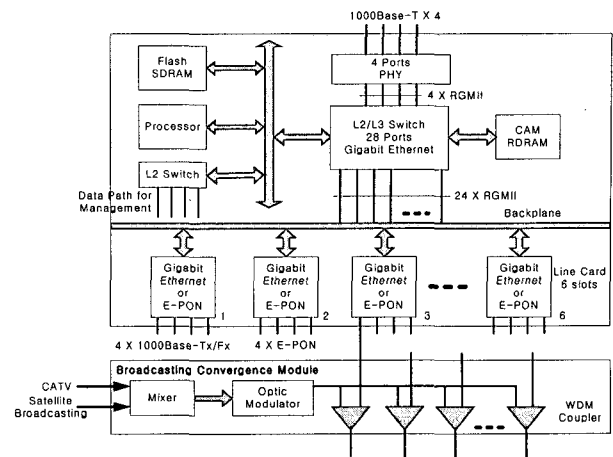 1000Base-T X 4
Flash
SDRAM
4 Ports
PHY
4 X RGMII
Processor
L2/L3 Switch
28 Ports
Gigabit Ethernet
CAM
RDRAM
L2 Switch
Data Path for
Management
24 X RGMII
Backplane
Gigabit
Ethernet
or
E-PON
1
Gigabit
Ethernet
or
E-PON
2
Gigabit
Ethernet
or
E-PON
3
Gigabit
Ethernet
or
E-PON
6
Line Card
6 slots
4 X 1000Base-Tx/Fx
4 X E-PON
Broadcasting Convergence Module
CATV
Satellite
Broadcasting
Mixer
Optic
Modulator
WDM
Coupler